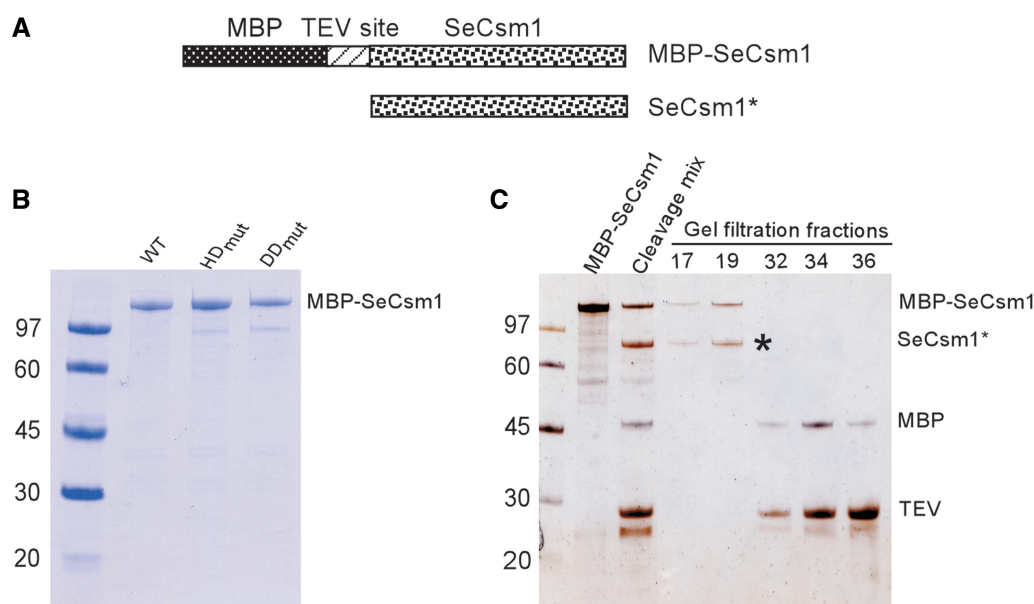 A
MBP TEV site SeCsm1
MBP-SeCsm1
SeCsm1*
B
WT HDmut DDmut
MBP-SeCsm1
97
60
45
30
20
C
MBP-SeCsm1 Cleavage mix Gel filtration fractions
17 19 32 34 36
97 MBP-SeCsm1
SeCsm1*
*
60
45 MBP
30 TEV
20